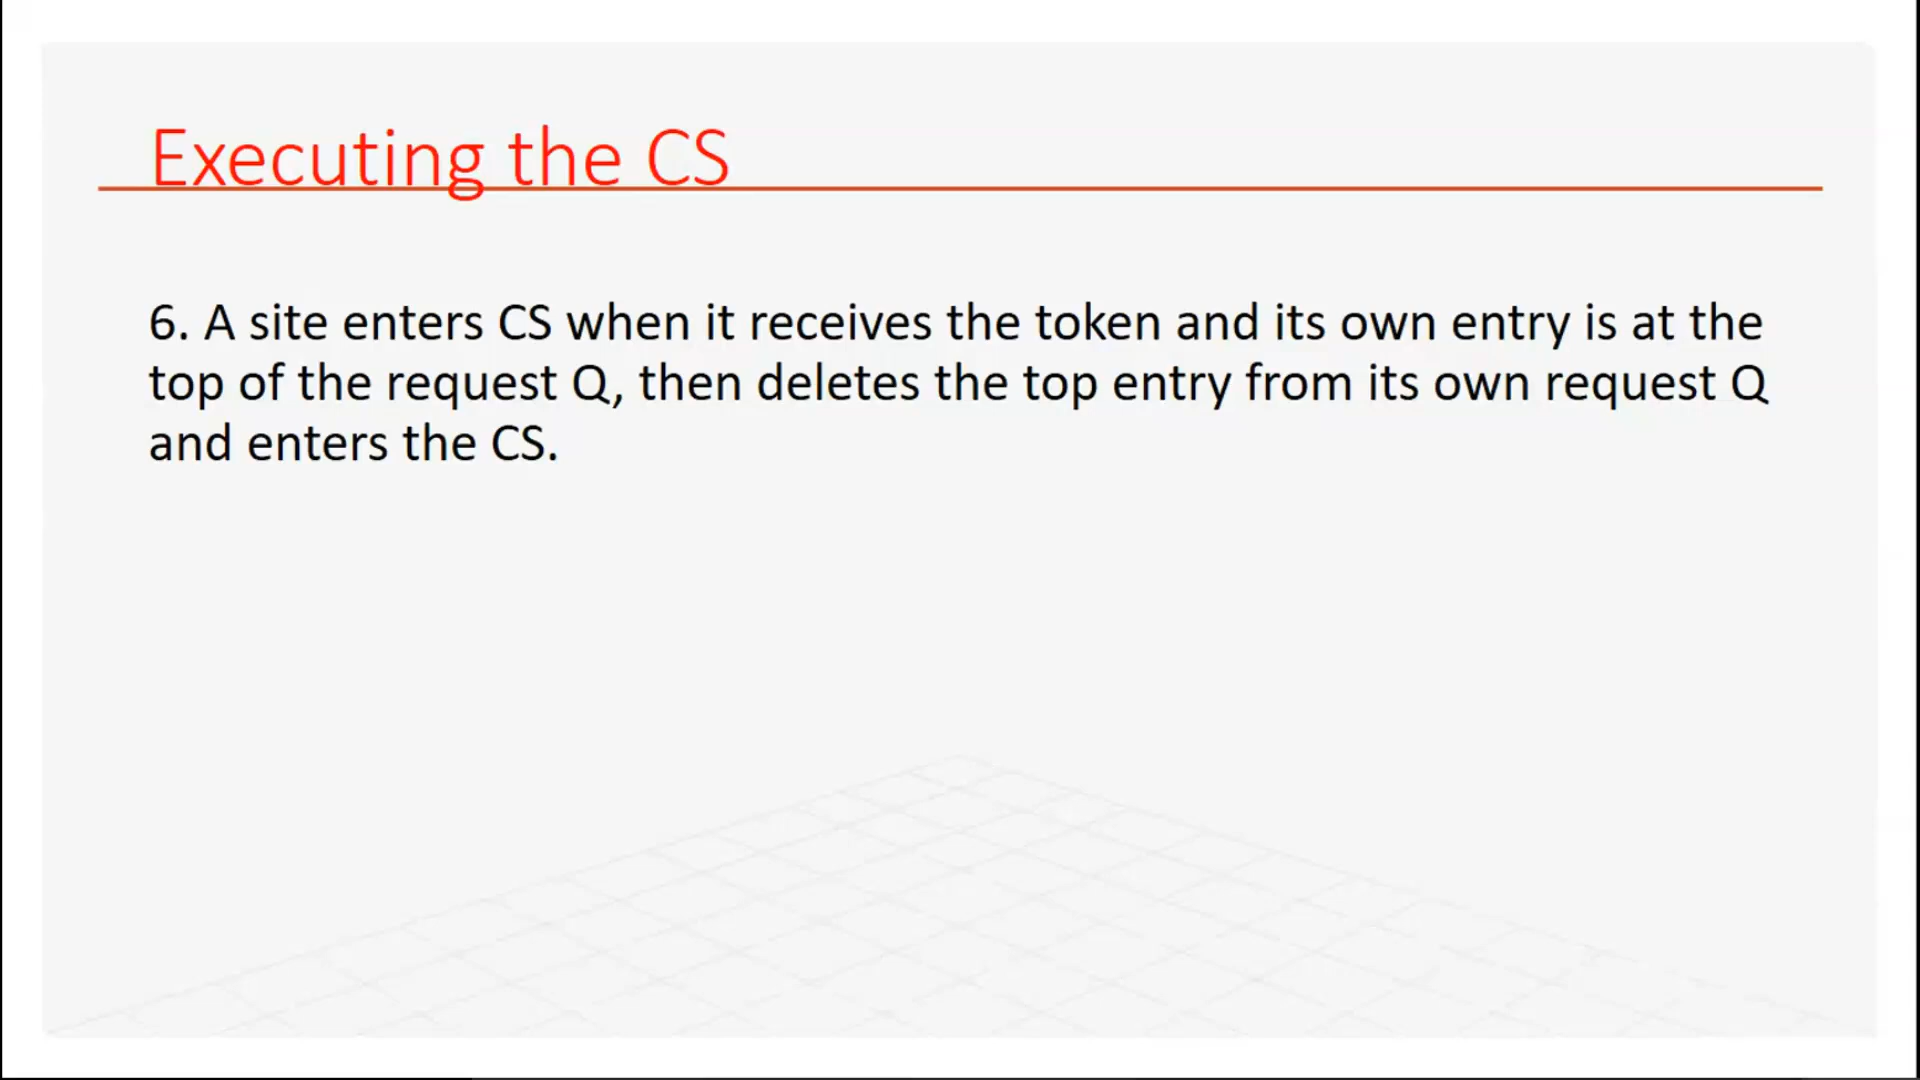 Executing the CS
6. A site enters CS when it receives the token and its own entry is at the
top of the request Q, then deletes the top entry from its own request Q
and enters the CS.